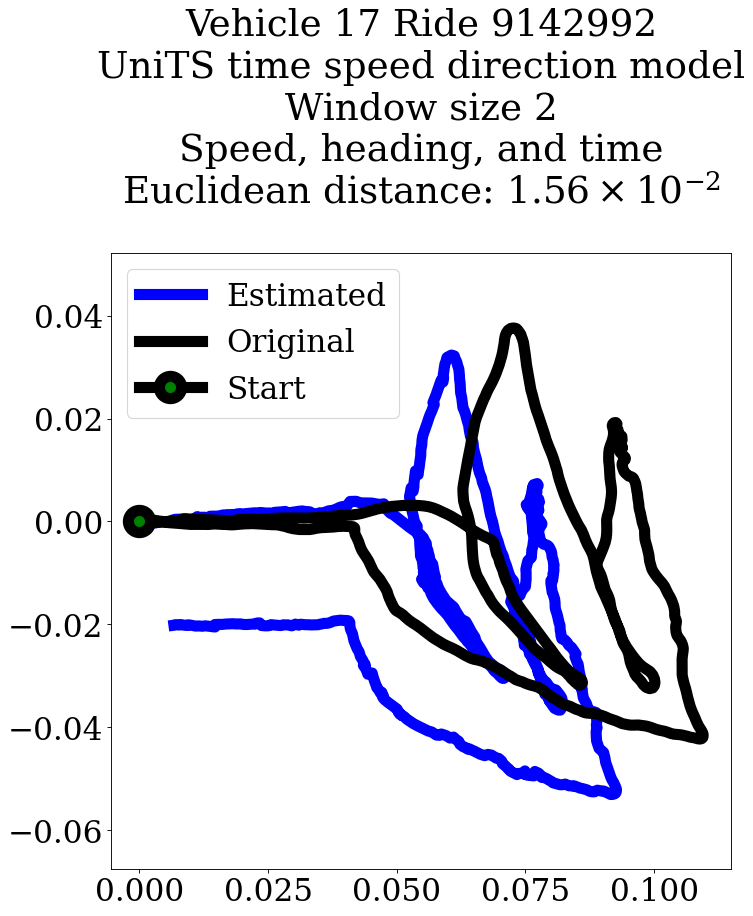 Vehicle 17 Ride 9142992
UniTS time speed direction model
Window size 2
Speed, heading, and time
Euclidean distance: 1.56 × 10⁻²
Estimated
Original
Start
0.04
0.02
0.00
−0.02
−0.04
−0.06
0.000 0.025 0.050 0.075 0.100